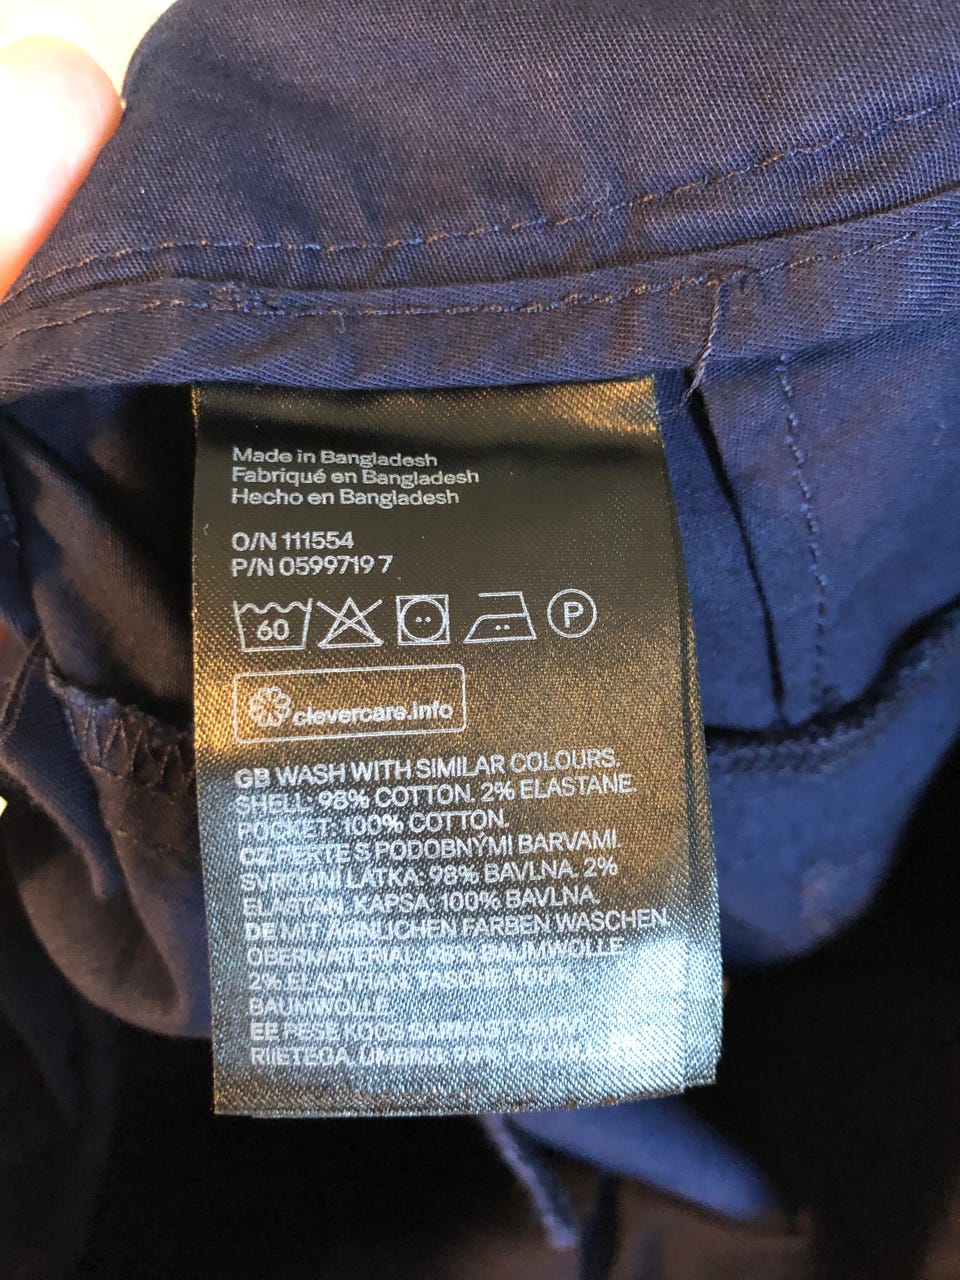 Made in Bangladesh
Fabriqué en Bangladesh
Hecho en Bangladesh
O/N 111554
P/N 0599719 7
60 P
clevercare.info
GB WASH WITH SIMILAR COLOURS.
SHELL: 98% COTTON. 2% ELASTANE.
POCKET: 100% COTTON.
CZ PERTE S PODOBNÝMI BARVAMI.
SVRCHNÍ LÁTKA: 98% BAVLNA. 2%
ELASTAN. KAPSA: 100% BAVLNA.
DE MIT ÄHNLICHEN FARBEN WASCHEN.
OBERMATERIAL: 98% BAUMWOLLE
2% ELASTHAN. TASCHE: 100%
BAUMWOLLE
EE PESE KOOS SARNAST
RIIETEGA. ÜMBRIS: 98%